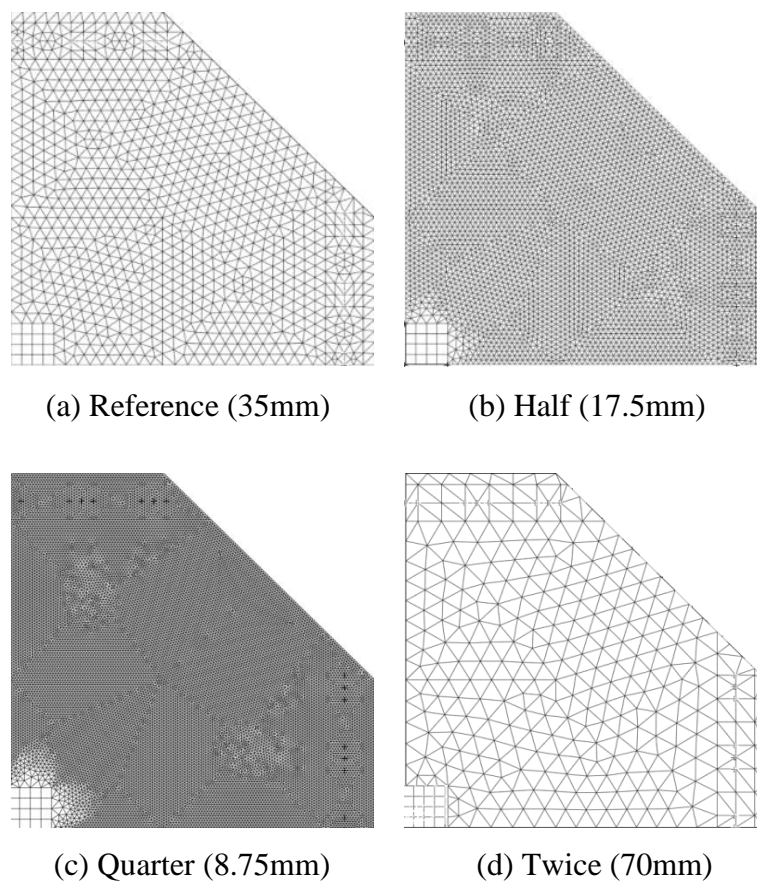 (a) Reference (35mm)
(b) Half (17.5mm)
(c) Quarter (8.75mm)
(d) Twice (70mm)